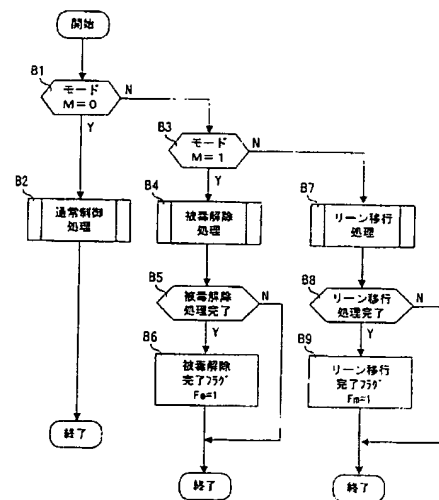 開始
B1
モード
M=0
N
Y
B3
モード
M=1
N
Y
B2
通常制御
処理
B4
被毒解除
処理
B7
リーン移行
処理
B5
被毒解除
処理完了
N
Y
B8
リーン移行
処理完了
N
Y
B6
被毒解除
完了フラグ
Fe=1
B9
リーン移行
完了フラグ
Fm=1
終了
終了
終了